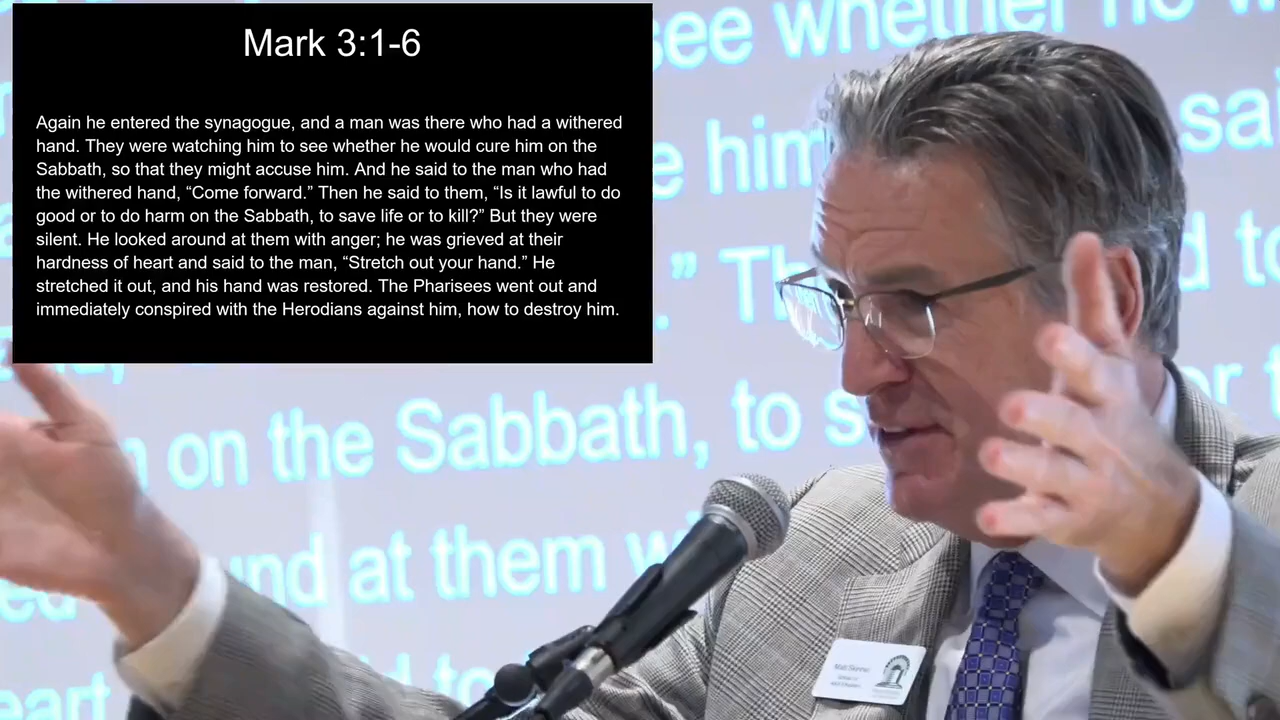 Mark 3:1-6
Again he entered the synagogue, and a man was there who had a withered
hand. They were watching him to see whether he would cure him on the
Sabbath, so that they might accuse him. And he said to the man who had
the withered hand, “Come forward.” Then he said to them, “Is it lawful to do
good or to do harm on the Sabbath, to save life or to kill?” But they were
silent. He looked around at them with anger; he was grieved at their
hardness of heart and said to the man, “Stretch out your hand.” He
stretched it out, and his hand was restored. The Pharisees went out and
immediately conspired with the Herodians against him, how to destroy him.
see whether he
him
” Th
on the Sabbath, to
at them
Matt Skinner